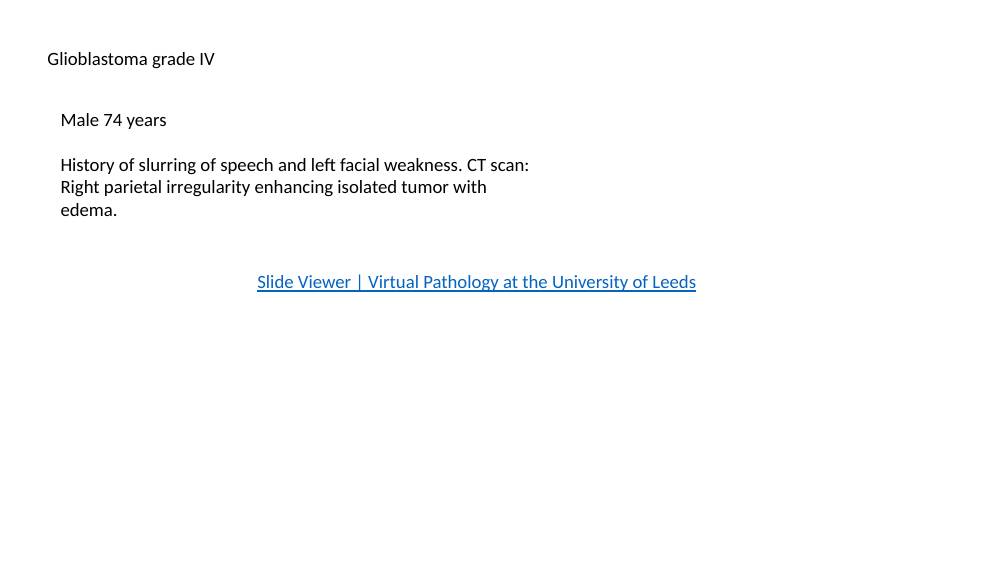 Glioblastoma grade IV
Male 74 years
History of slurring of speech and left facial weakness. CT scan:
Right parietal irregularity enhancing isolated tumor with
edema.
Slide Viewer | Virtual Pathology at the University of Leeds